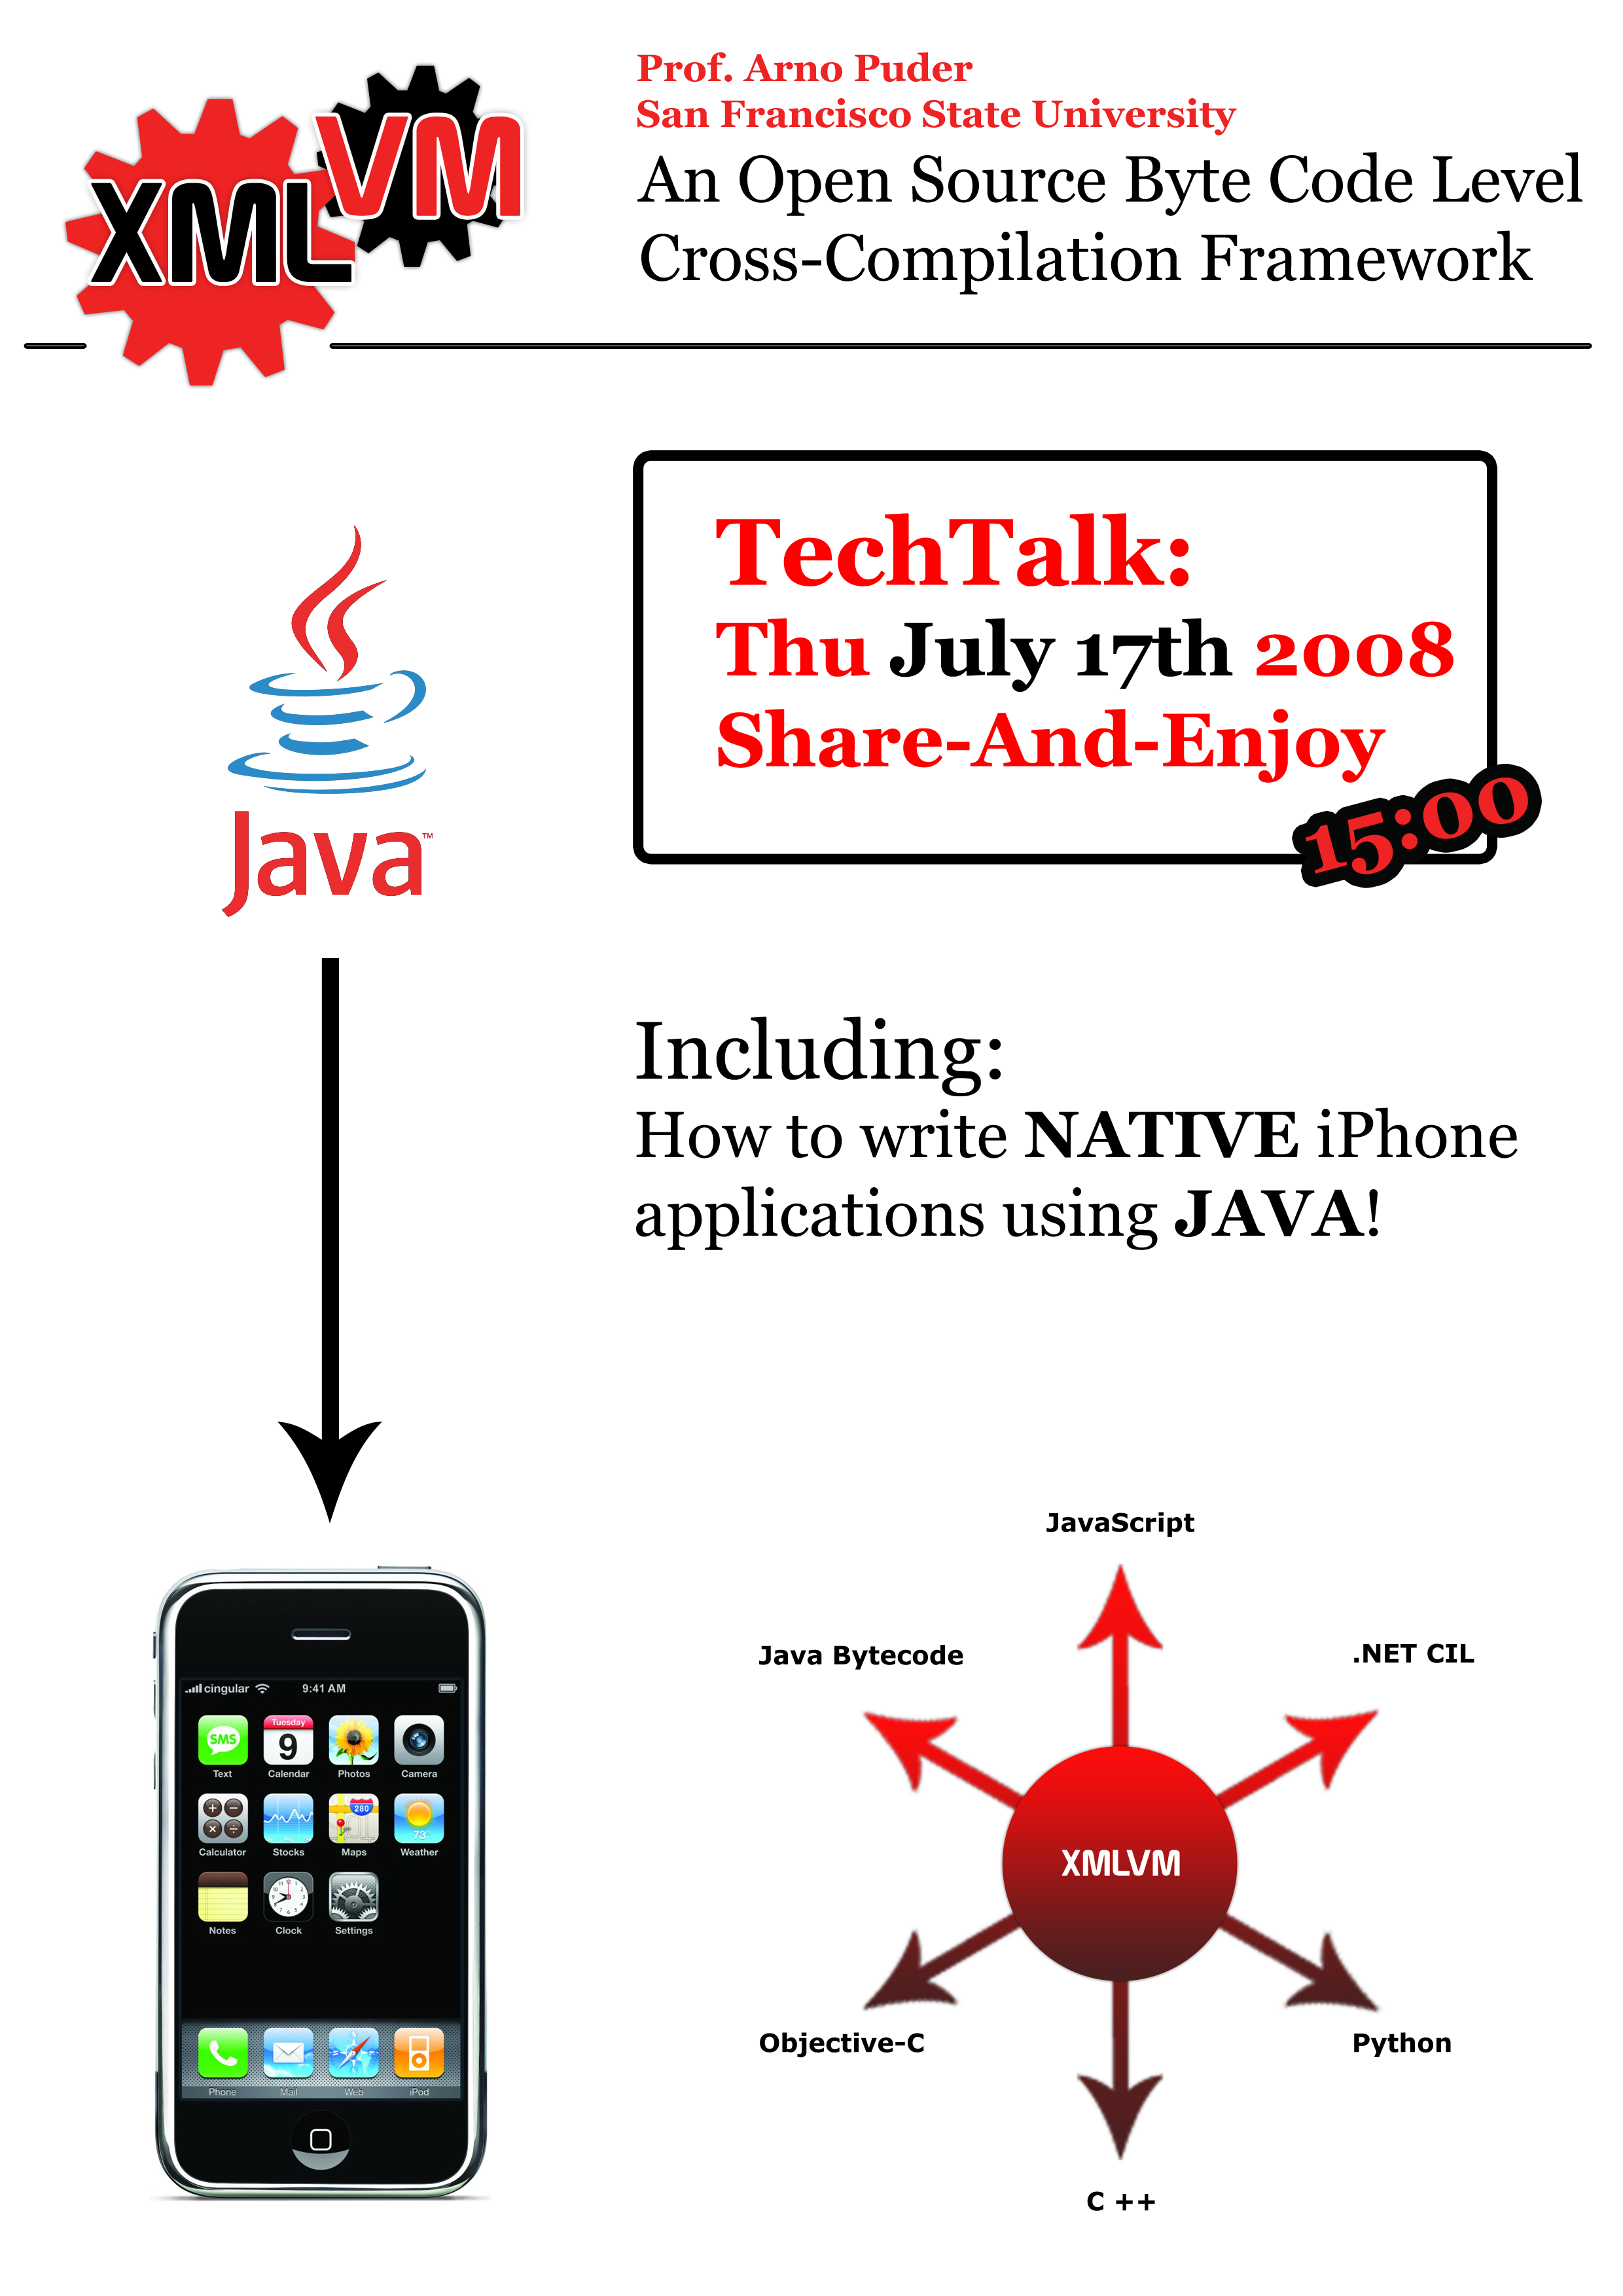 XMLVM
Prof. Arno Puder
San Francisco State University
An Open Source Byte Code Level
Cross-Compilation Framework
TechTalk:
Thu July 17th 2008
Share-And-Enjoy
15:00
Java™
Including:
How to write NATIVE iPhone
applications using JAVA!
cingular 9:41 AM
SMS Tuesday 9
Text Calendar Photos Camera
280 73°
Calculator Stocks Maps Weather
Notes Clock Settings
Phone Mail Web iPod
JavaScript
Java Bytecode .NET CIL
XMLVM
Objective-C Python
C ++